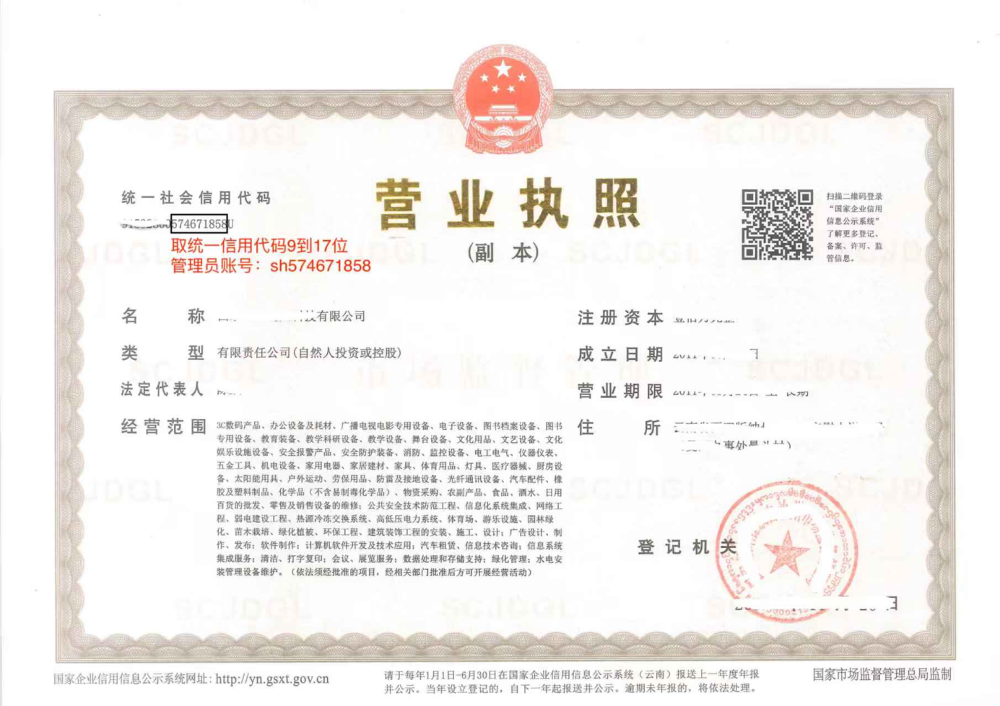 营业执照
(副本)
统一社会信用代码
574671858U
取统一信用代码9到17位
管理员账号：sh574671858
扫描二维码登录
“国家企业信用
信息公示系统”
了解更多登记、
备案、许可、监
管信息。
名称
技有限公司
类型 有限责任公司(自然人投资或控股)
法定代表人
经营范围 3C数码产品、办公设备及耗材、广播电视电影专用设备、电子设备、图书档案设备、图书
专用设备、教育装备、教学科研设备、教学设备、舞台设备、文化用品、文艺设备、文化
娱乐设施设备、安全报警产品、安全防护装备、消防、监控设备、电工电气、仪器仪表、
五金工具、机电设备、家用电器、家居建材、家具、体育用品、灯具、医疗器械、厨房设
备、太阳能用具、户外运动、劳保用品、防雷及接地设备、光纤通讯设备、汽车配件、橡
胶及塑料制品、化学品（不含易制毒化学品）、物资采购、农副产品、食品、酒水、日用
百货的批发、零售及销售设备的维修；公共安全技术防范工程、信息化系统集成、网络工
程、弱电建设工程、热源冷冻交换系统、高低压电力系统、体育场、游乐设施、园林绿
化、苗木栽培、绿化植被、环保工程、建筑装饰工程的安装、施工、设计；广告设计、制
作、发布；软件制作；计算机软件开发及技术应用；汽车租赁、信息技术咨询；信息系统
集成服务；清洁、打字复印；会议、展览服务；数据处理和存储支持；绿化管理；水电安
装管理设备维护。（依法须经批准的项目，经相关部门批准后方可开展经营活动）
注册资本
成立日期
营业期限
住所
登记机关
日
国家企业信用信息公示系统网址：http://yn.gsxt.gov.cn
请于每年1月1日-6月30日在国家企业信用信息公示系统（云南）报送上一年度年报
并公示。当年设立登记的，自下一年起报送并公示。逾期未年报的，将依法处理。
国家市场监督管理总局监制